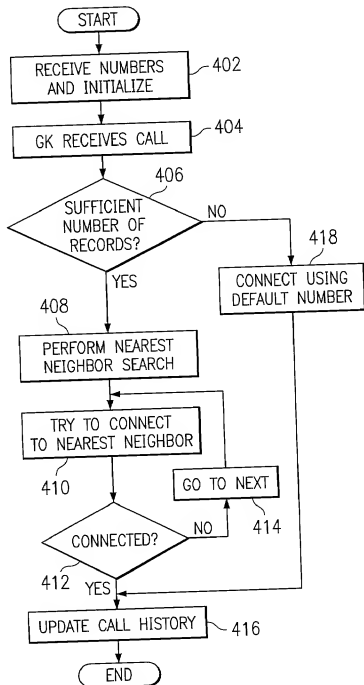 START
RECEIVE NUMBERS
AND INITIALIZE
402
GK RECEIVES CALL
404
406
SUFFICIENT
NUMBER OF
RECORDS?
NO
YES
418
CONNECT USING
DEFAULT NUMBER
408
PERFORM NEAREST
NEIGHBOR SEARCH
TRY TO CONNECT
TO NEAREST NEIGHBOR
410
GO TO NEXT
414
CONNECTED?
NO
412
YES
UPDATE CALL HISTORY
416
END